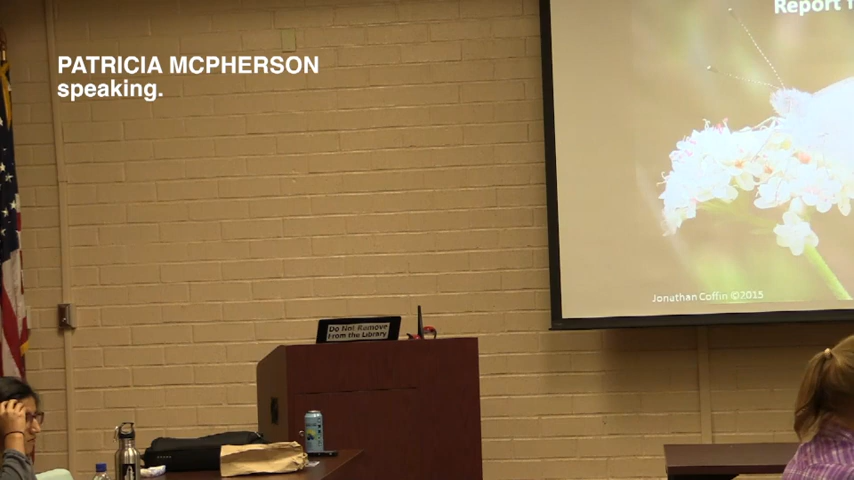 PATRICIA MCPHERSON
speaking.
Report f
Do Not Remove
From the Library
Jonathan Coffin ©2015